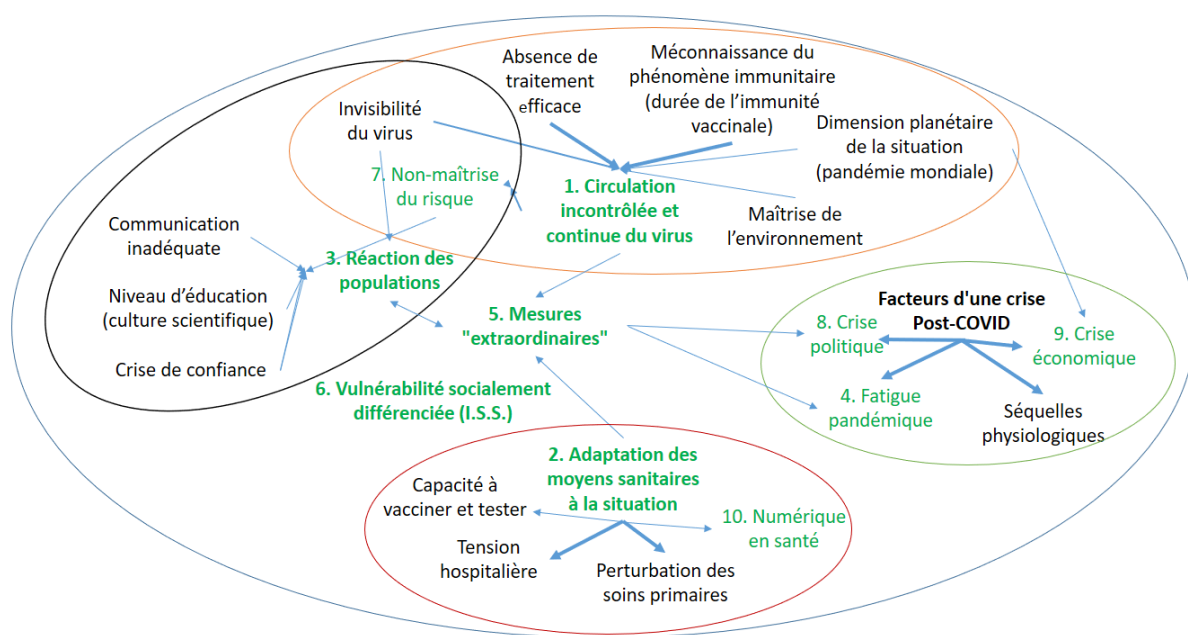 Absence de
traitement
efficace
Méconnaissance du
phénomène immunitaire
(durée de l'immunité
vaccinale)
Invisibilité
du virus
Dimension planétaire
de la situation
(pandémie mondiale)
7. Non-maîtrise
du risque
1. Circulation
incontrôlée et
continue du virus
Maîtrise de
l'environnement
Communication
inadéquate
3. Réaction des
populations
Niveau d'éducation
(culture scientifique)
Crise de confiance
5. Mesures
"extraordinaires"
Facteurs d'une crise
Post-COVID
8. Crise
politique
9. Crise
économique
4. Fatigue
pandémique
Séquelles
physiologiques
6. Vulnérabilité socialement
différenciée (I.S.S.)
2. Adaptation des
moyens sanitaires
à la situation
Capacité à
vacciner et tester
10. Numérique
en santé
Tension
hospitalière
Perturbation des
soins primaires